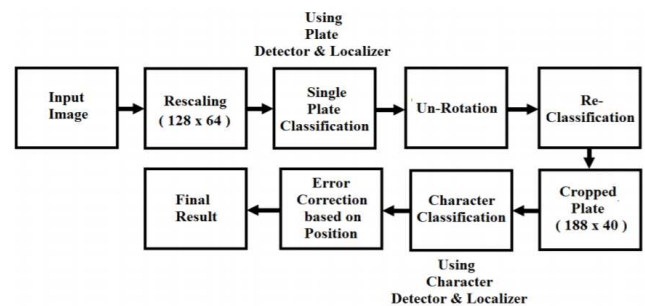 Using
Plate
Detector & Localizer
Input
Image
Rescaling
( 128 x 64 )
Single
Plate
Classification
Un-Rotation
Re-
Classification
Cropped
Plate
( 188 x 40 )
Character
Classification
Error
Correction
based on
Position
Final
Result
Using
Character
Detector & Localizer